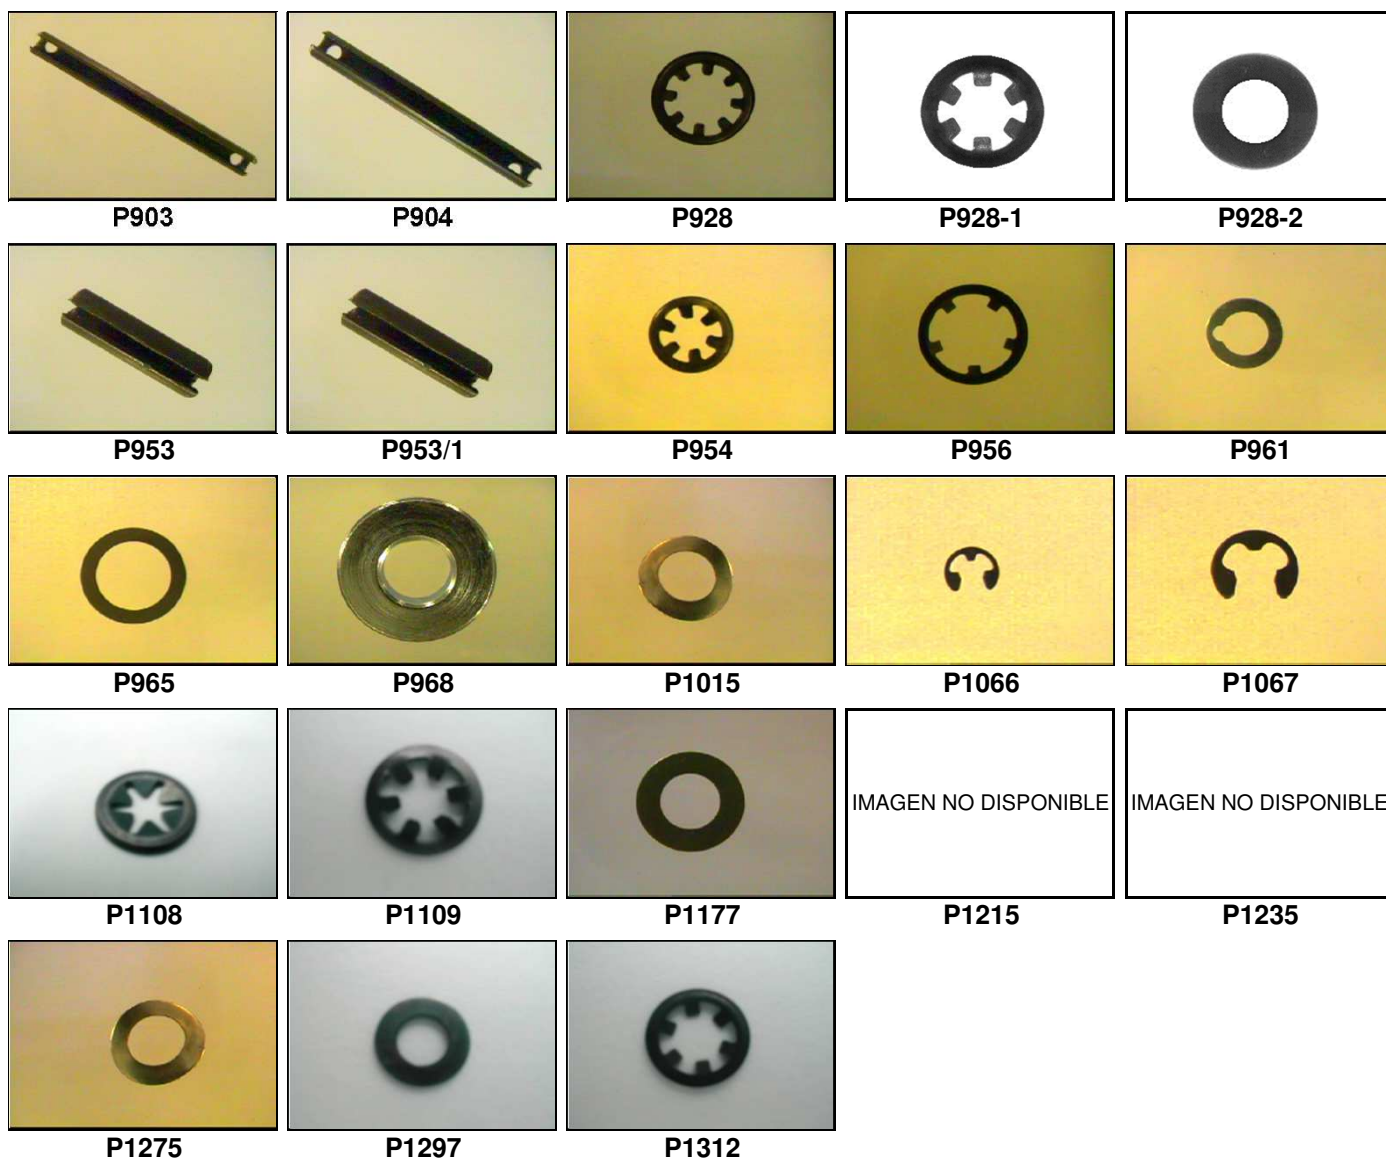 P903 P904 P928 P928-1 P928-2
P953 P953/1 P954 P956 P961
P965 P968 P1015 P1066 P1067
IMAGEN NO DISPONIBLE IMAGEN NO DISPONIBLE
P1108 P1109 P1177 P1215 P1235
P1275 P1297 P1312